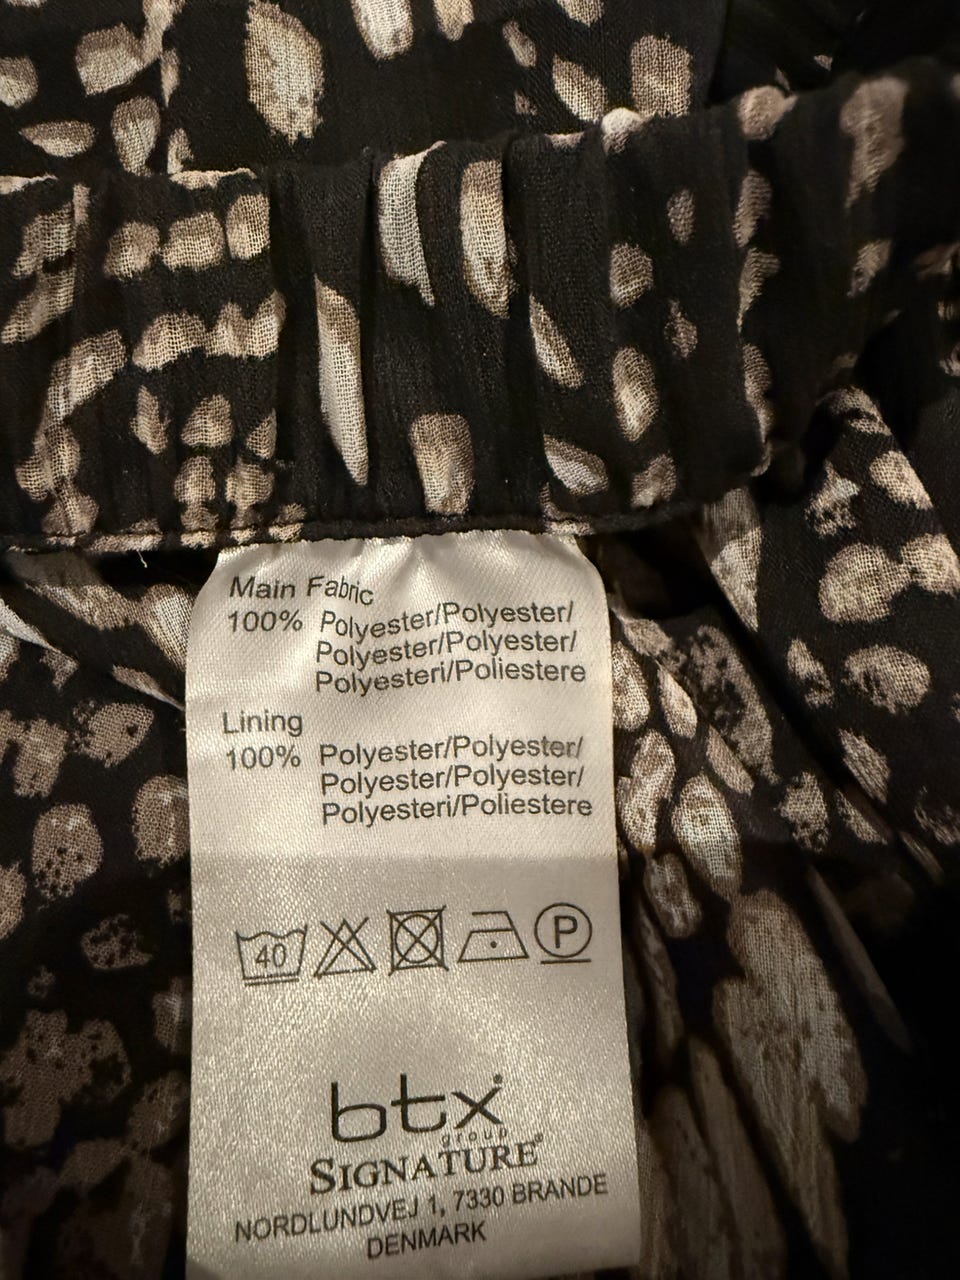 Main Fabric
100% Polyester/Polyester/
Polyester/Polyester/
Polyesteri/Poliestere
Lining
100% Polyester/Polyester/
Polyester/Polyester/
Polyesteri/Poliestere
40
P
btx
group
SIGNATURE®
NORDLUNDVEJ 1, 7330 BRANDE
DENMARK